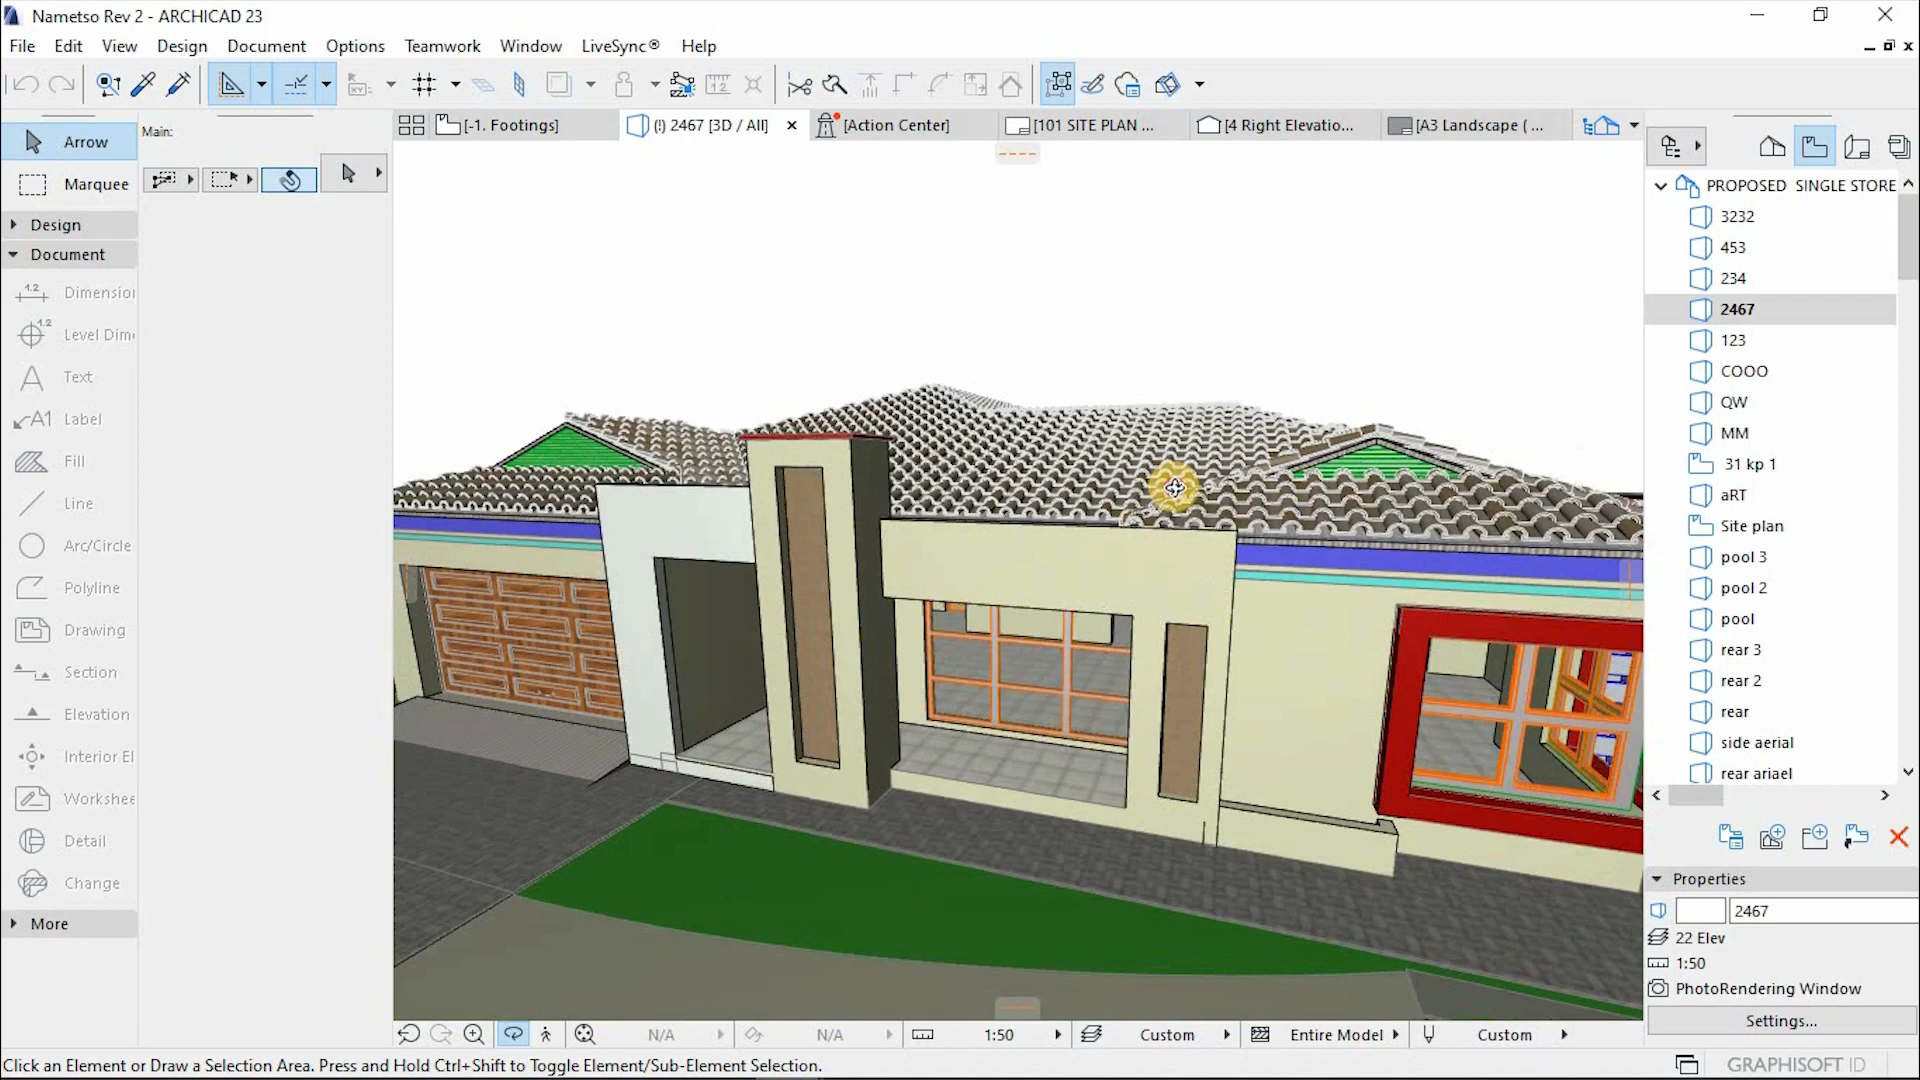 Nametso Rev 2 - ARCHICAD 23
File Edit View Design Document Options Teamwork Window LiveSync® Help
Arrow
Marquee
Design
Document
1.2 Dimensio
1.2 Level Dim
Text
A1 Label
Fill
Line
Arc/Circle
Polyline
Drawing
Section
Elevation
Interior El
Workshee
Detail
Change
More
Main:
[-1. Footings]
(!) 2467 [3D / All]
[Action Center]
[101 SITE PLAN ...
[4 Right Elevatio...
[A3 Landscape ( ...
PROPOSED SINGLE STORE
3232
453
234
2467
123
COOO
QW
MM
31 kp 1
aRT
Site plan
pool 3
pool 2
pool
rear 3
rear 2
rear
side aerial
rear ariael
Properties
2467
22 Elev
1:50
PhotoRendering Window
Settings...
N/A N/A 1:50 Custom Entire Model Custom
Click an Element or Draw a Selection Area. Press and Hold Ctrl+Shift to Toggle Element/Sub-Element Selection.
GRAPHISOFT ID